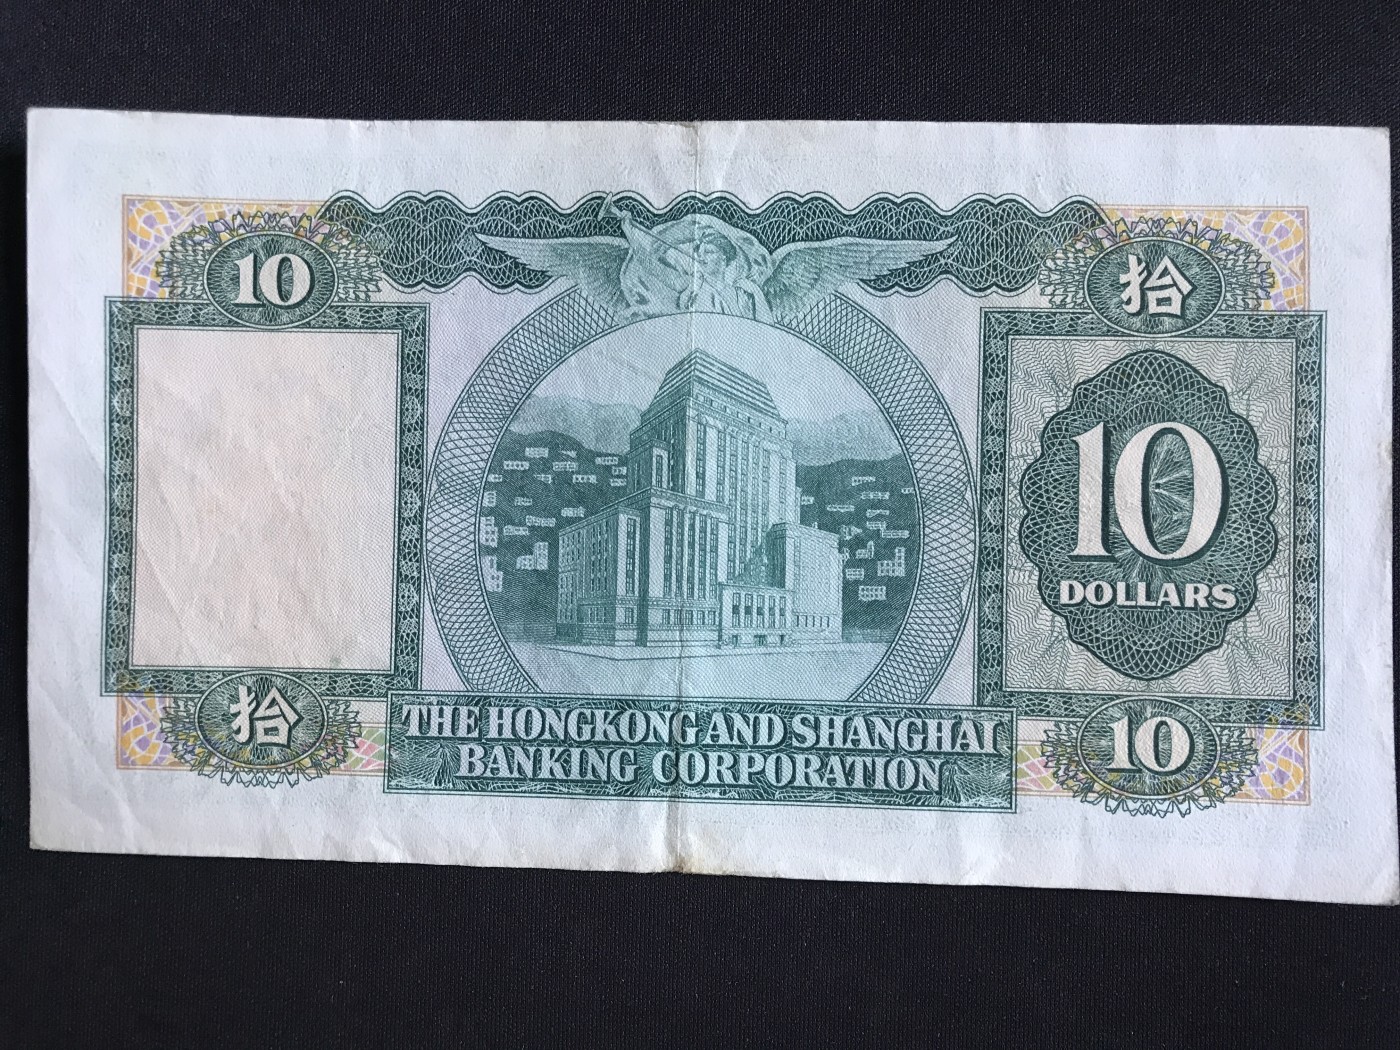 10
拾
10
DOLLARS
拾
10
THE HONGKONG AND SHANGHAI
BANKING CORPORATION